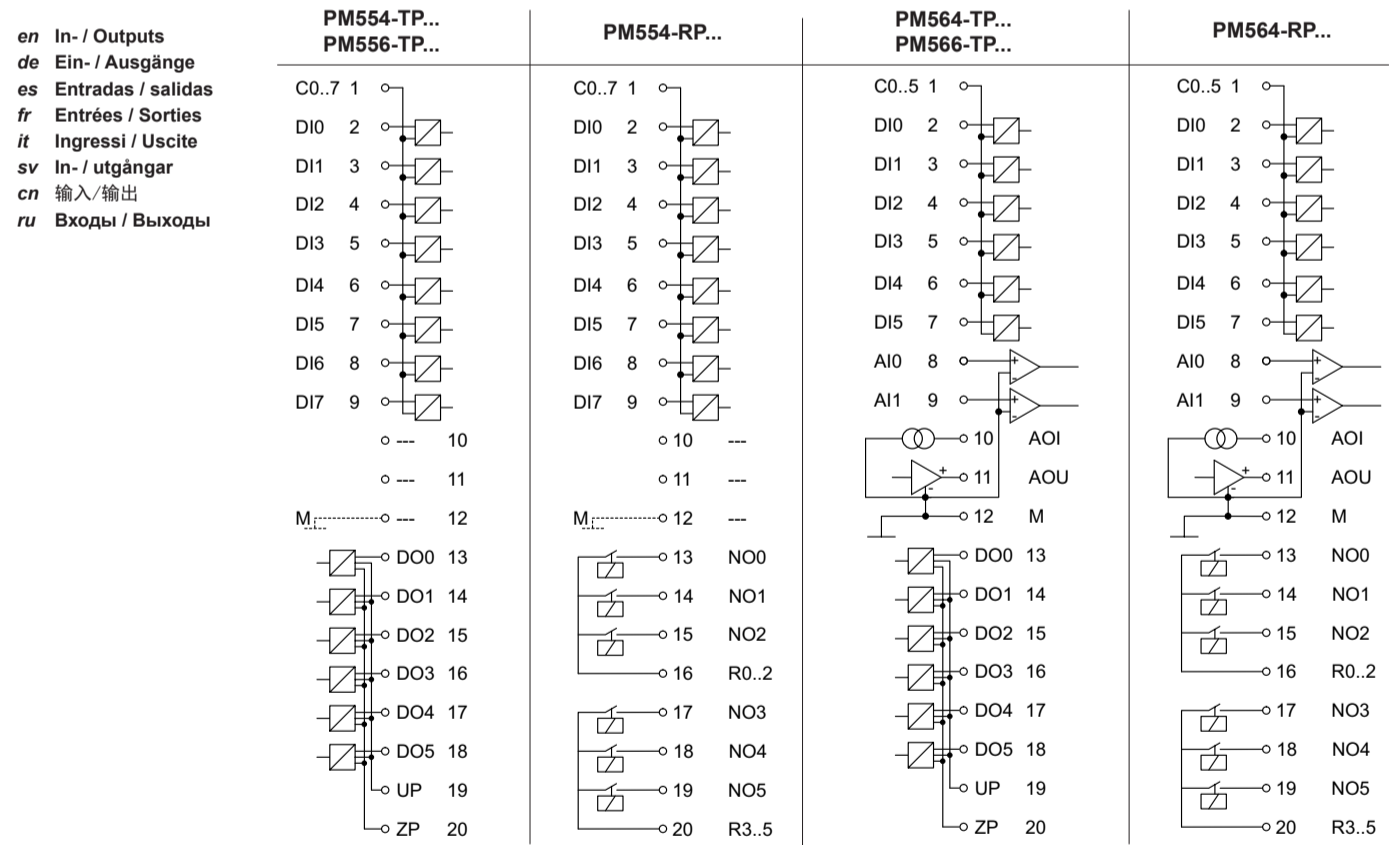 en In- / Outputs
de Ein- / Ausgänge
es Entradas / salidas
fr Entrées / Sorties
it Ingressi / Uscite
sv In- / utgångar
cn 输入/输出
ru Входы / Выходы
PM554-TP...
PM556-TP...
C0..7 1
DI0 2
DI1 3
DI2 4
DI3 5
DI4 6
DI5 7
DI6 8
DI7 9
--- 10
--- 11
M --- 12
DO0 13
DO1 14
DO2 15
DO3 16
DO4 17
DO5 18
UP 19
ZP 20
PM554-RP...
C0..7 1
DI0 2
DI1 3
DI2 4
DI3 5
DI4 6
DI5 7
DI6 8
DI7 9
10 ---
11 ---
M 12 ---
13 NO0
14 NO1
15 NO2
16 R0..2
17 NO3
18 NO4
19 NO5
20 R3..5
PM564-TP...
PM566-TP...
C0..5 1
DI0 2
DI1 3
DI2 4
DI3 5
DI4 6
DI5 7
AI0 8 + -
AI1 9 + -
10 AOI
+ - 11 AOU
12 M
DO0 13
DO1 14
DO2 15
DO3 16
DO4 17
DO5 18
UP 19
ZP 20
PM564-RP...
C0..5 1
DI0 2
DI1 3
DI2 4
DI3 5
DI4 6
DI5 7
AI0 8 + -
AI1 9 + -
10 AOI
+ - 11 AOU
12 M
13 NO0
14 NO1
15 NO2
16 R0..2
17 NO3
18 NO4
19 NO5
20 R3..5